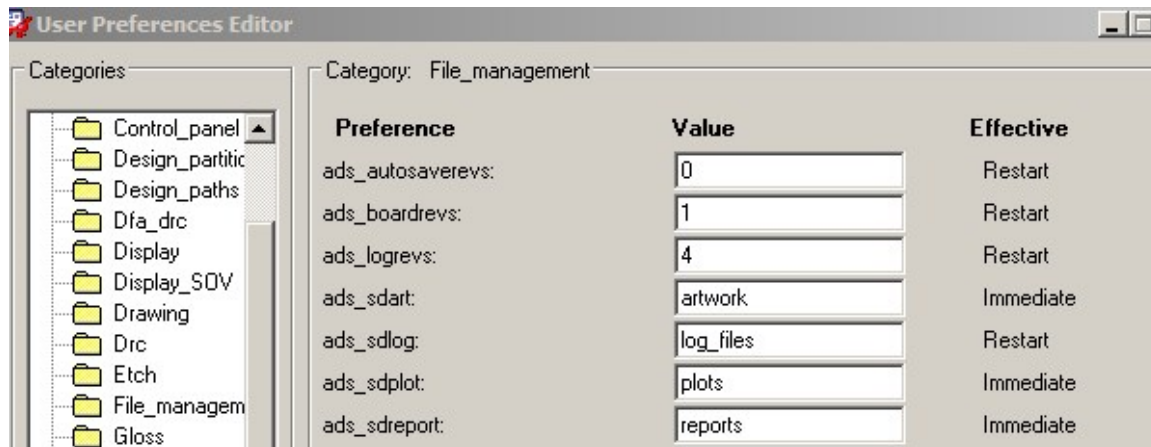 User Preferences Editor
Categories
Control_panel
Design_partitic
Design_paths
Dfa_drc
Display
Display_SOV
Drawing
Drc
Etch
File_managem
Gloss
Category: File_management
Preference Value Effective
ads_autosaverevs: 0 Restart
ads_boardrevs: 1 Restart
ads_logrevs: 4 Restart
ads_sdart: artwork Immediate
ads_sdlog: log_files Restart
ads_sdplot: plots Immediate
ads_sdreport: reports Immediate